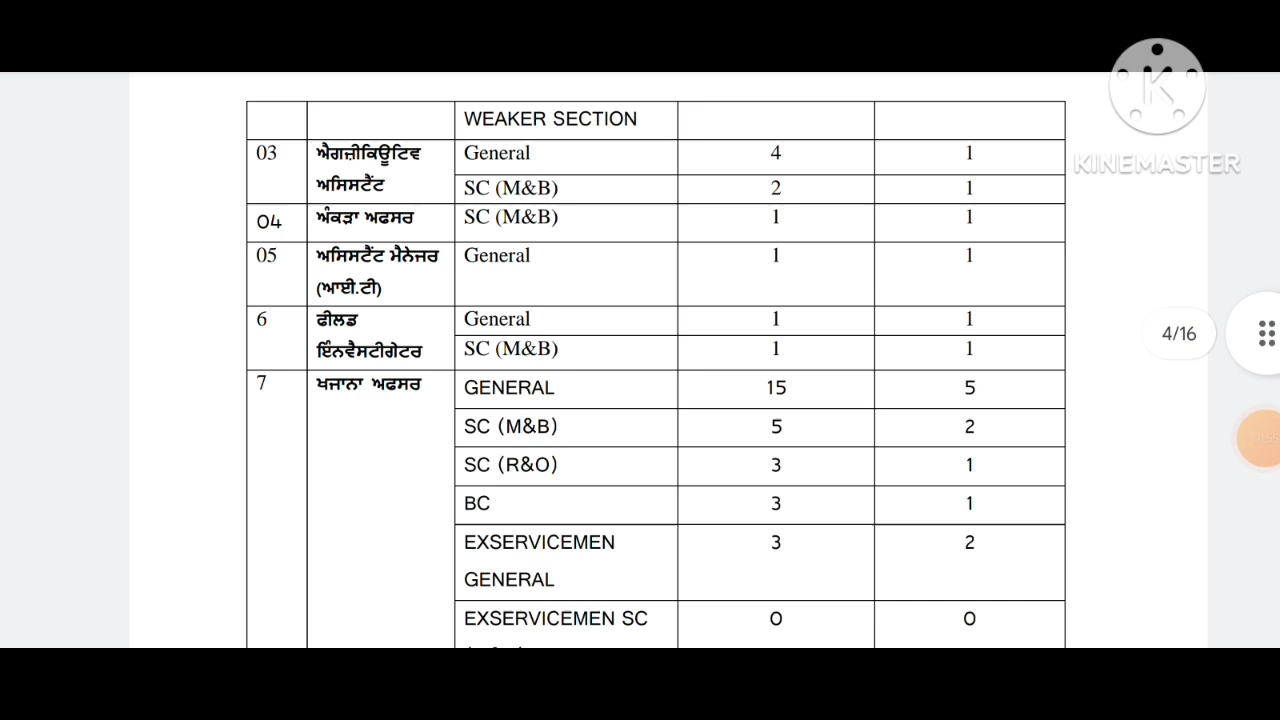 WEAKER SECTION
KINEMASTER
03 ਐਗਜ਼ੀਕਿਊਟਿਵ General 4 1
ਅਸਿਸਟੈਂਟ SC (M&B) 2 1
04 ਅੰਕੜਾ ਅਫਸਰ SC (M&B) 1 1
05 ਅਸਿਸਟੈਂਟ ਮੈਨੇਜਰ General 1 1
(ਆਈ.ਟੀ)
6 ਫੀਲਡ General 1 1
4/16
ਇੰਨਵੈਸਟੀਗੇਟਰ SC (M&B) 1 1
7 ਖਜਾਨਾ ਅਫਸਰ GENERAL 15 5
SC (M&B) 5 2
SC (R&O) 3 1
BC 3 1
EXSERVICEMEN 3 2
GENERAL
EXSERVICEMEN SC 0 0